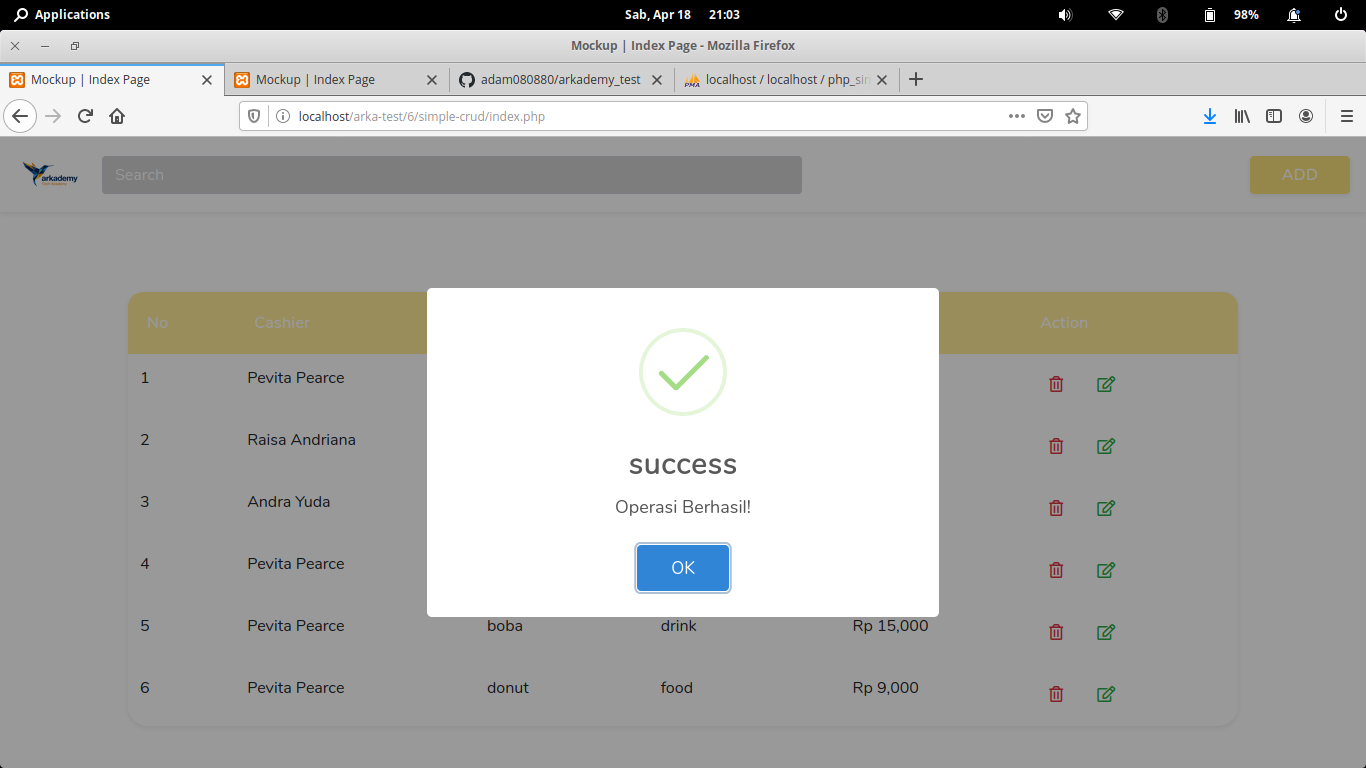 Applications
Sab, Apr 18 21:03
98%
Mockup | Index Page - Mozilla Firefox
Mockup | Index Page
Mockup | Index Page
adam080880/arkademy_test
localhost / localhost / php_sin
localhost/arka-test/6/simple-crud/index.php
arkademy
Search
ADD
No Cashier Action
1 Pevita Pearce
2 Raisa Andriana
3 Andra Yuda
4 Pevita Pearce
success
Operasi Berhasil!
OK
5 Pevita Pearce boba drink Rp 15,000
6 Pevita Pearce donut food Rp 9,000